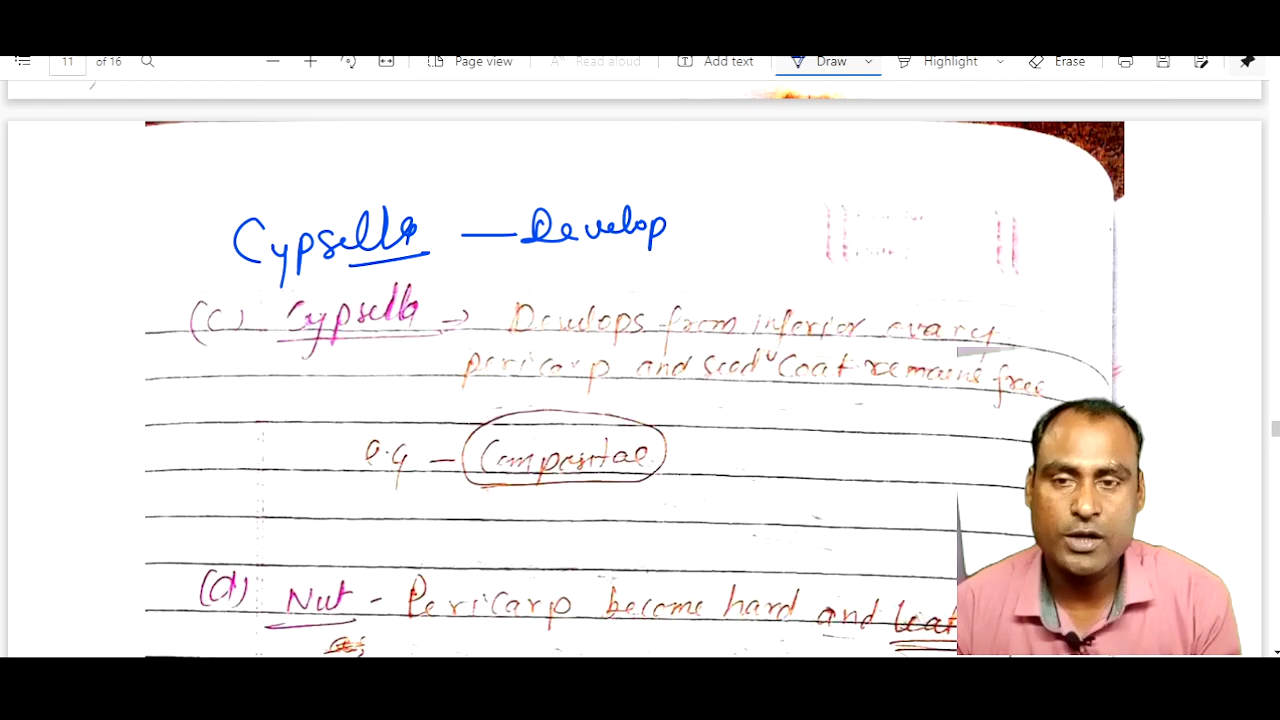 11 of 16 Page view Read aloud Add text Draw Highlight Erase
Cypsella — Develop
(c) Cypsella → Develops from inferior ovary
pericarp and seed coat remains free
e.g — Compositae
(d) Nut - Pericarp become hard and leat